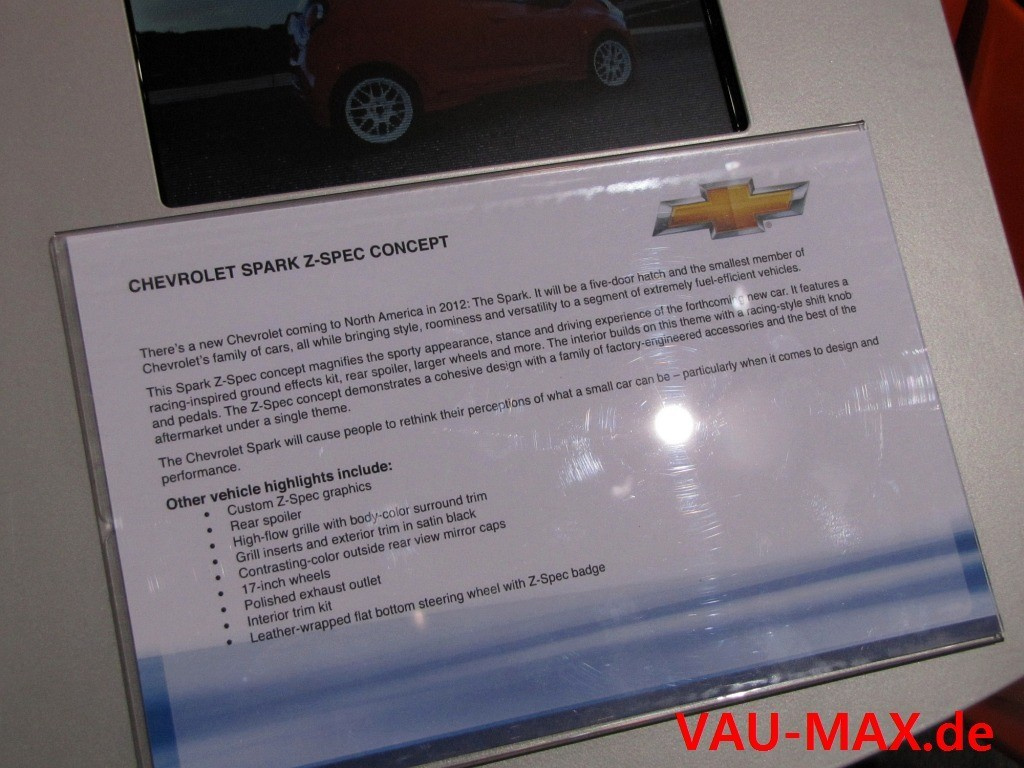 CHEVROLET SPARK Z-SPEC CONCEPT
There's a new Chevrolet coming to North America in 2012: The Spark. It will be a five-door hatch and the smallest member of
Chevrolet's family of cars, all while bringing style, roominess and versatility to a segment of extremely fuel-efficient vehicles.
This Spark Z-Spec concept magnifies the sporty appearance, stance and driving experience of the forthcoming new car. It features a
racing-inspired ground effects kit, rear spoiler, larger wheels and more. The interior builds on this theme with a racing-style shift knob
and pedals. The Z-Spec concept demonstrates a cohesive design with a family of factory-engineered accessories and the best of the
aftermarket under a single theme.
The Chevrolet Spark will cause people to rethink their perceptions of what a small car can be – particularly when it comes to design and
performance.
Other vehicle highlights include:
• Custom Z-Spec graphics
• Rear spoiler
• High-flow grille with body-color surround trim
• Grill inserts and exterior trim in satin black
• Contrasting-color outside rear view mirror caps
• 17-inch wheels
• Polished exhaust outlet
• Interior trim kit
• Leather-wrapped flat bottom steering wheel with Z-Spec badge
VAU-MAX.de